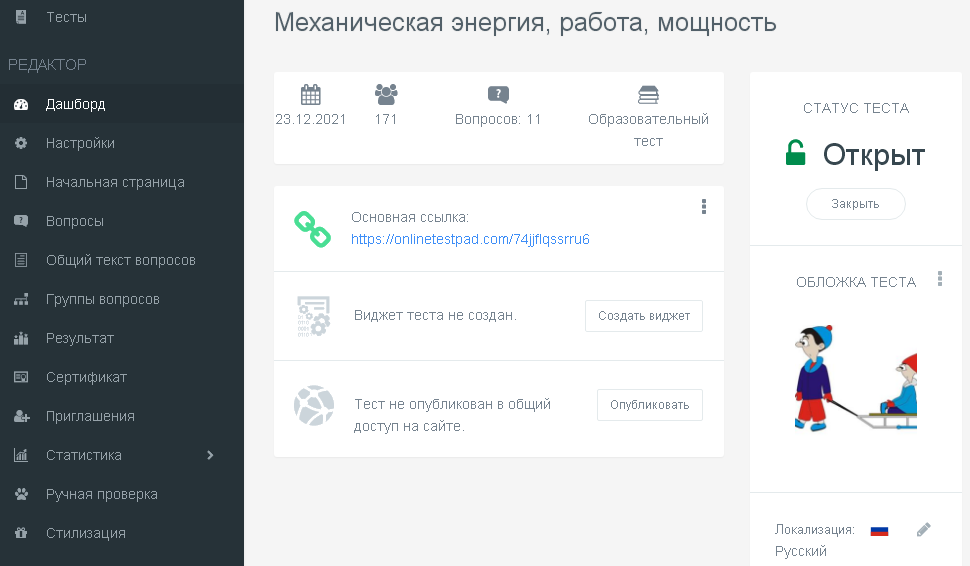 Тесты
РЕДАКТОР
Дашборд
Настройки
Начальная страница
Вопросы
Общий текст вопросов
Группы вопросов
Результат
Сертификат
Приглашения
Статистика
Ручная проверка
Стилизация
Механическая энергия, работа, мощность
23.12.2021
171
Вопросов: 11
Образовательный
тест
Основная ссылка:
https://onlinetestpad.com/74jjflqssrru6
Виджет теста не создан.
Создать виджет
Тест не опубликован в общий
доступ на сайте.
Опубликовать
СТАТУС ТЕСТА
Открыт
Закрыть
ОБЛОЖКА ТЕСТА
Локализация:
Русский